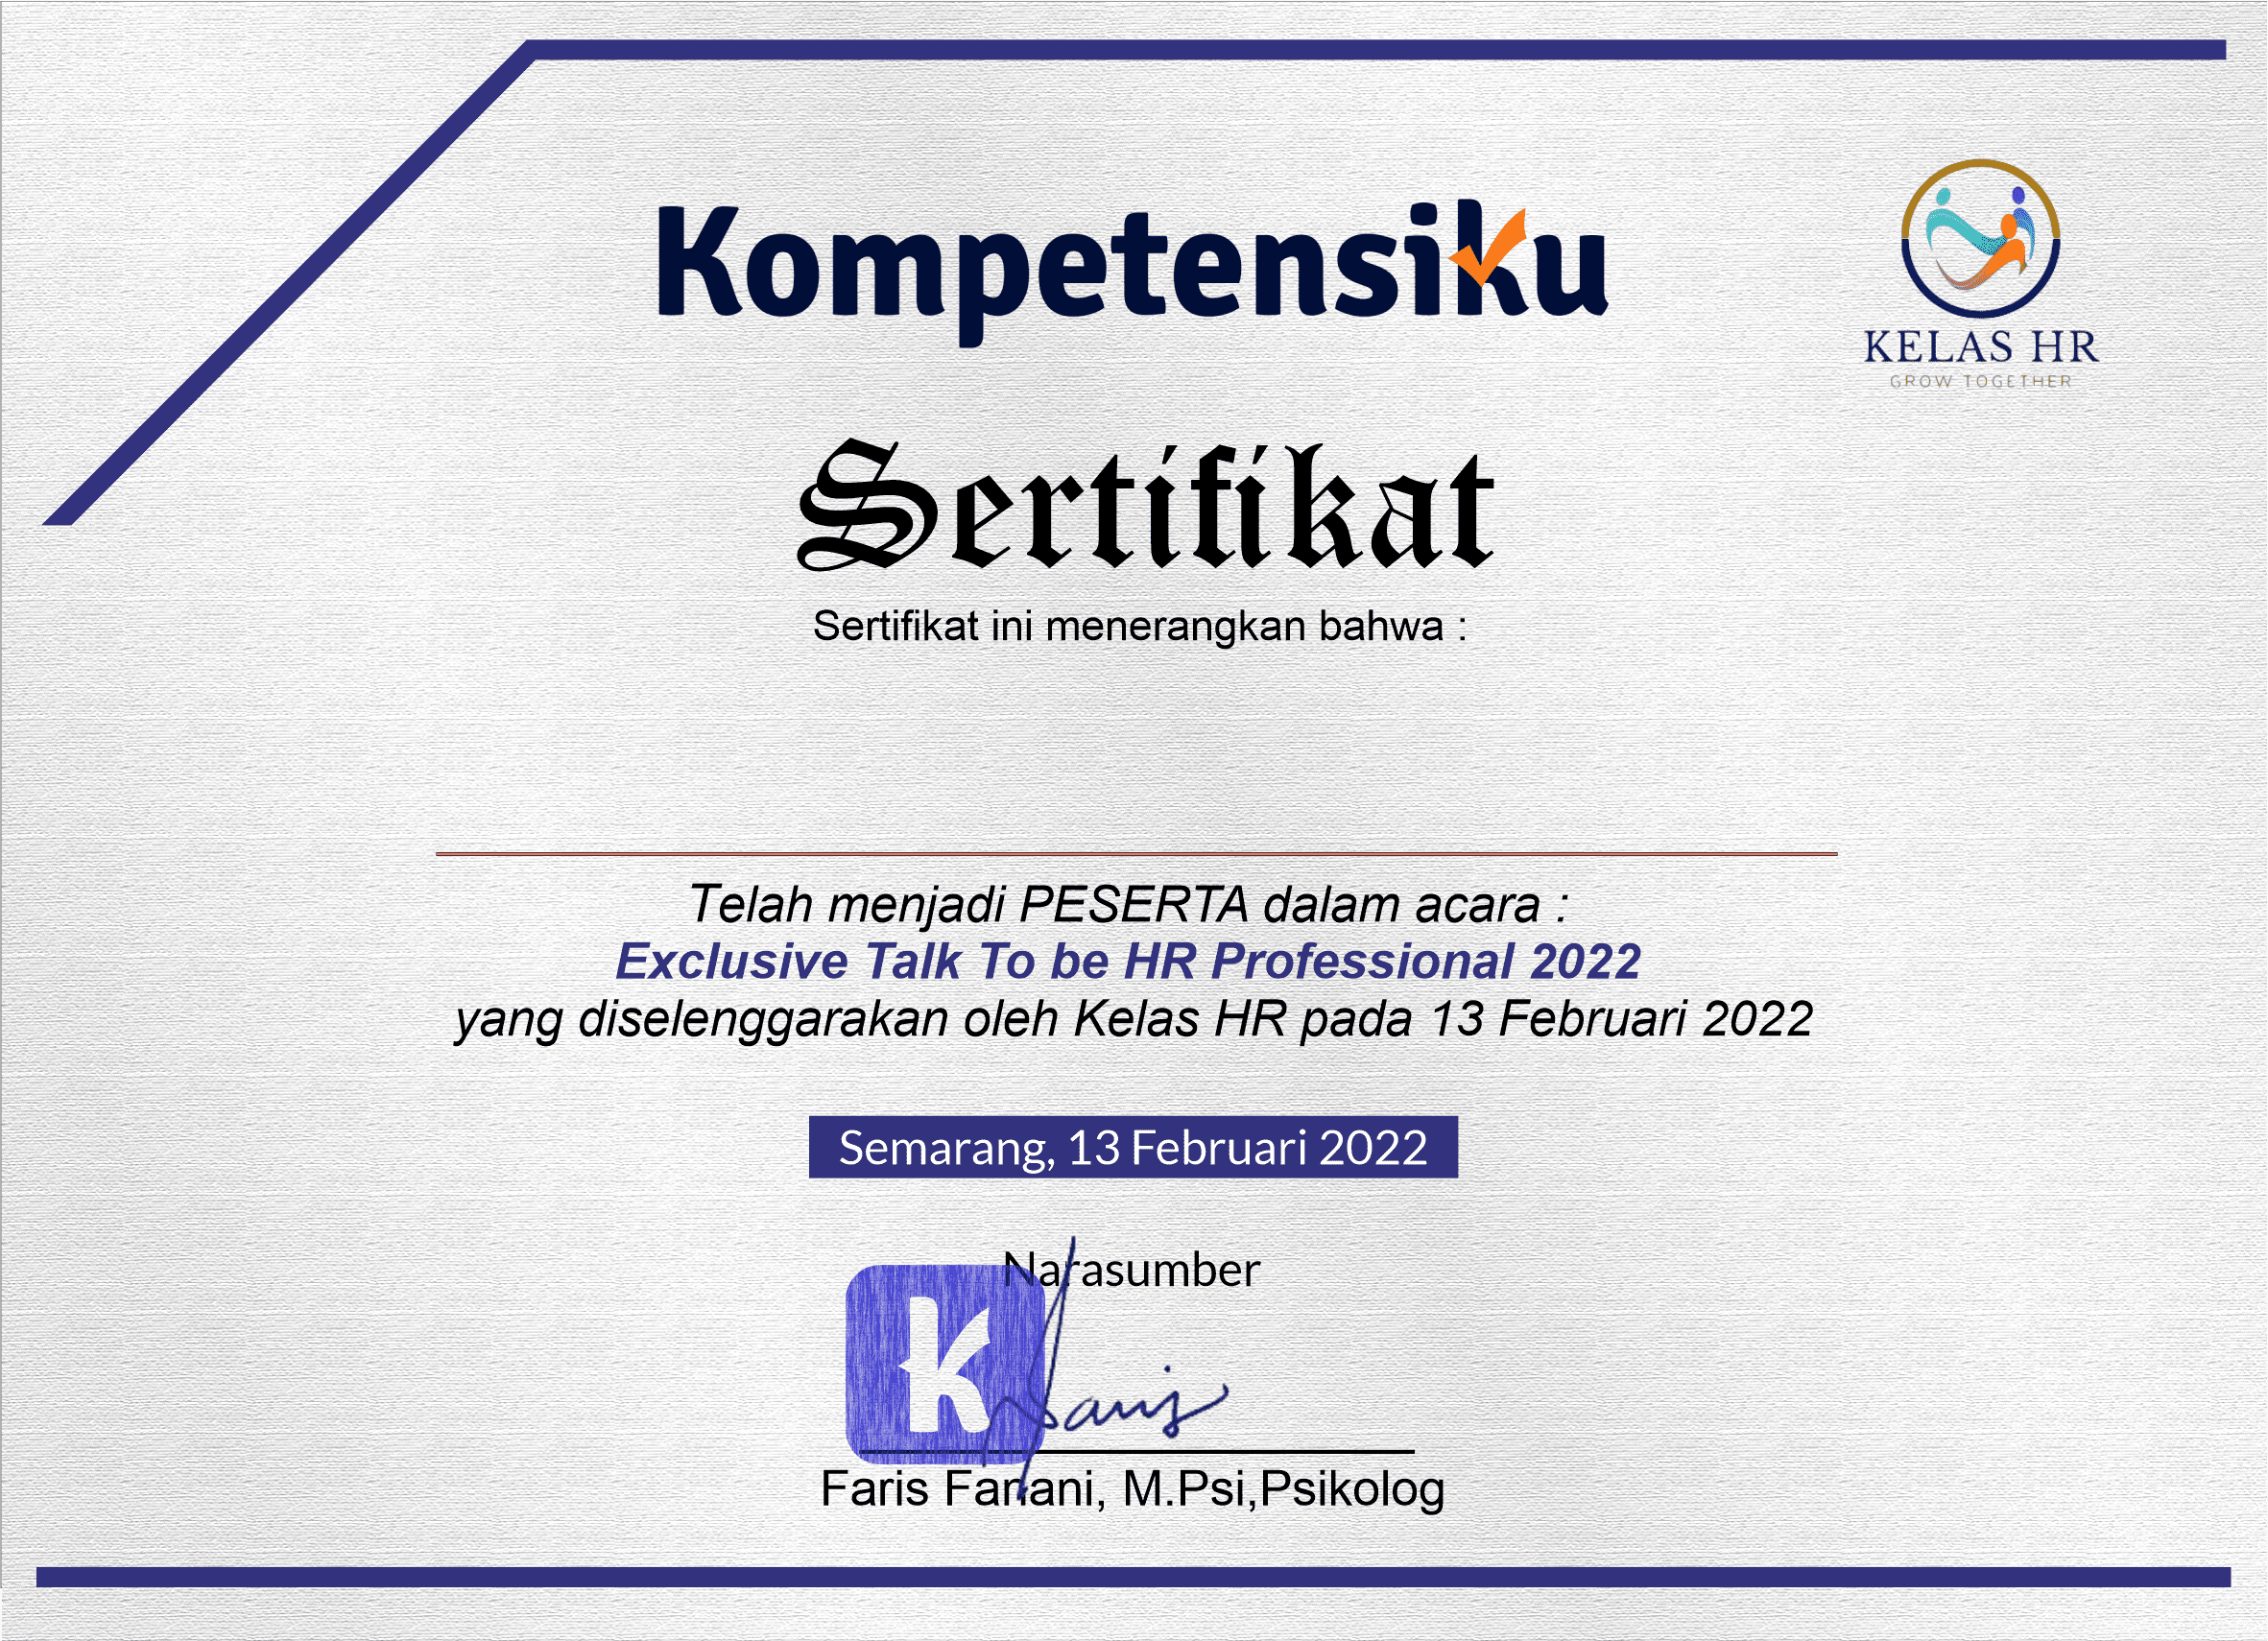 Kompetensiku
KELAS HR
GROW TOGETHER
Sertifikat
Sertifikat ini menerangkan bahwa :
Telah menjadi PESERTA dalam acara :
Exclusive Talk To be HR Professional 2022
yang diselenggarakan oleh Kelas HR pada 13 Februari 2022
Semarang, 13 Februari 2022
Narasumber
K
Faris
Faris Fanani, M.Psi,Psikolog